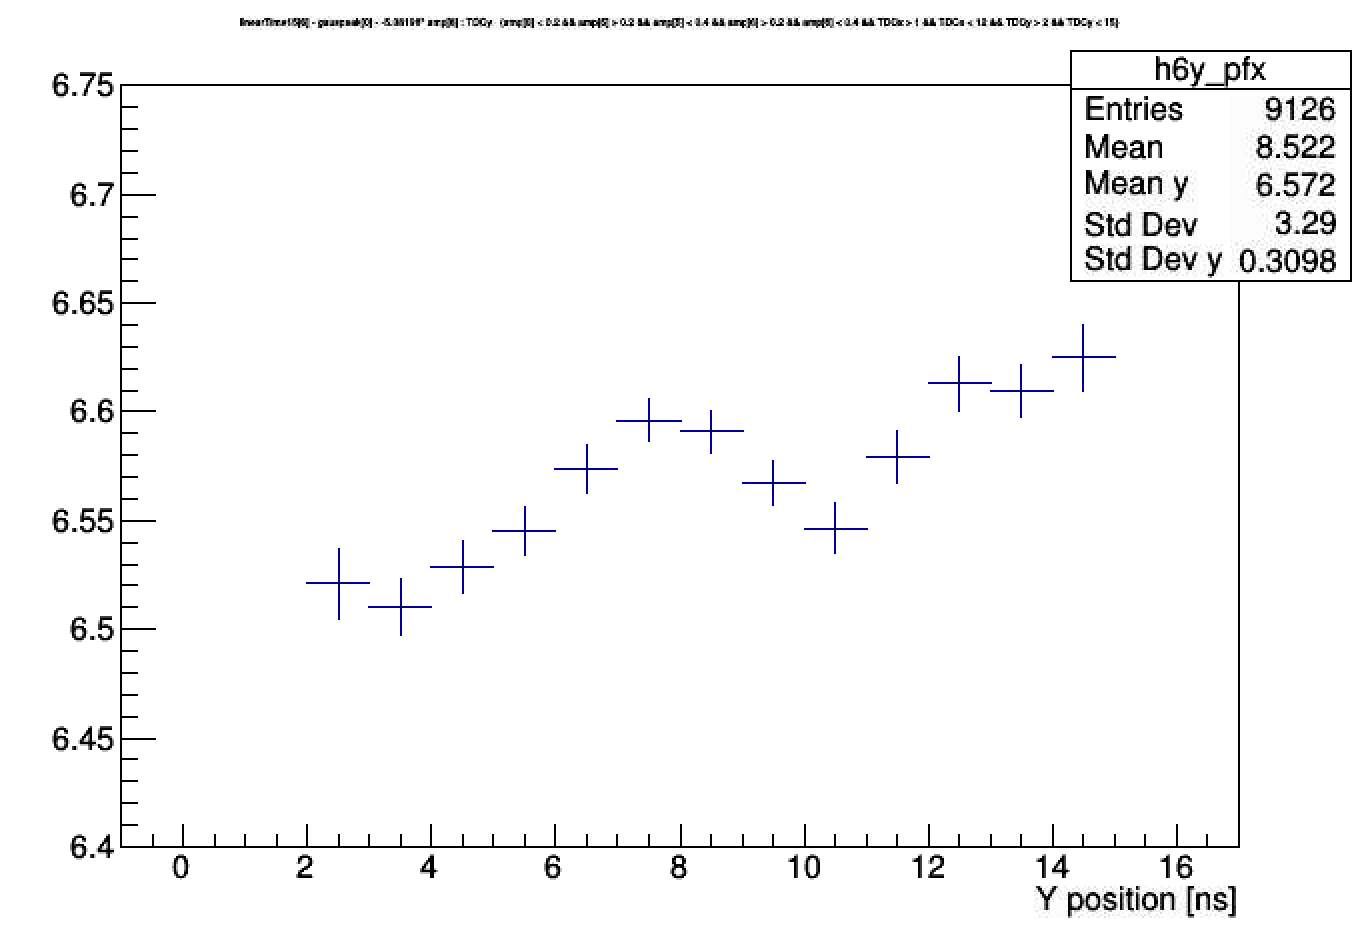 h6y_pfx
Entries 9126
Mean 8.522
Mean y 6.572
Std Dev 3.29
Std Dev y 0.3098
6.75
6.7
6.65
6.6
6.55
6.5
6.45
6.4
0 2 4 6 8 10 12 14 16
Y position [ns]